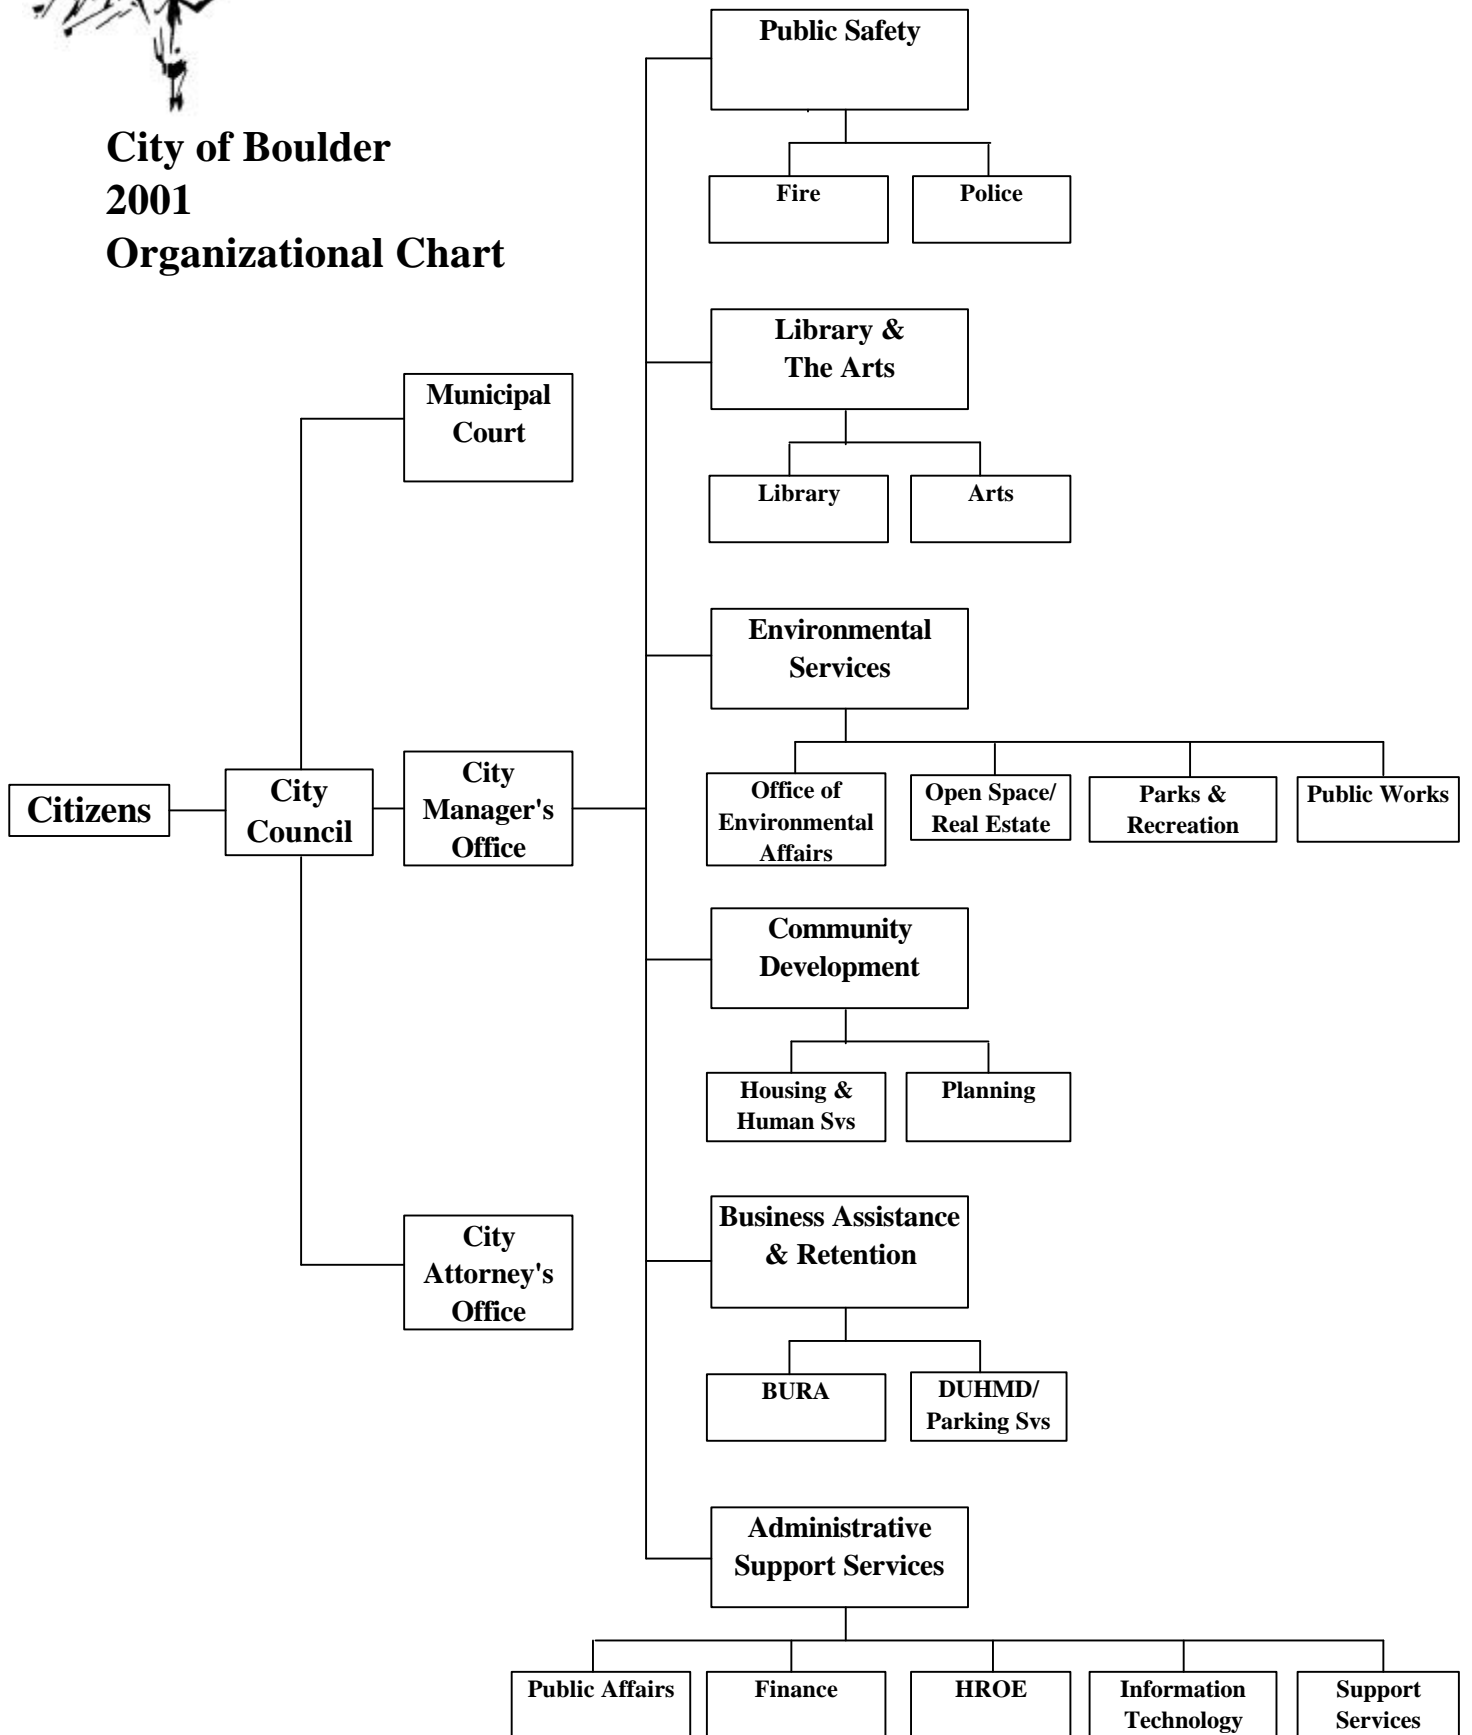 City of Boulder
2001
Organizational Chart
Public Safety
Fire
Police
Library &
The Arts
Library
Arts
Municipal
Court
Environmental
Services
Office of
Environmental
Affairs
Open Space/
Real Estate
Parks &
Recreation
Public Works
Citizens
City
Council
City
Manager's
Office
Community
Development
Housing &
Human Svs
Planning
City
Attorney's
Office
Business Assistance
& Retention
BURA
DUHMD/
Parking Svs
Administrative
Support Services
Public Affairs
Finance
HROE
Information
Technology
Support
Services